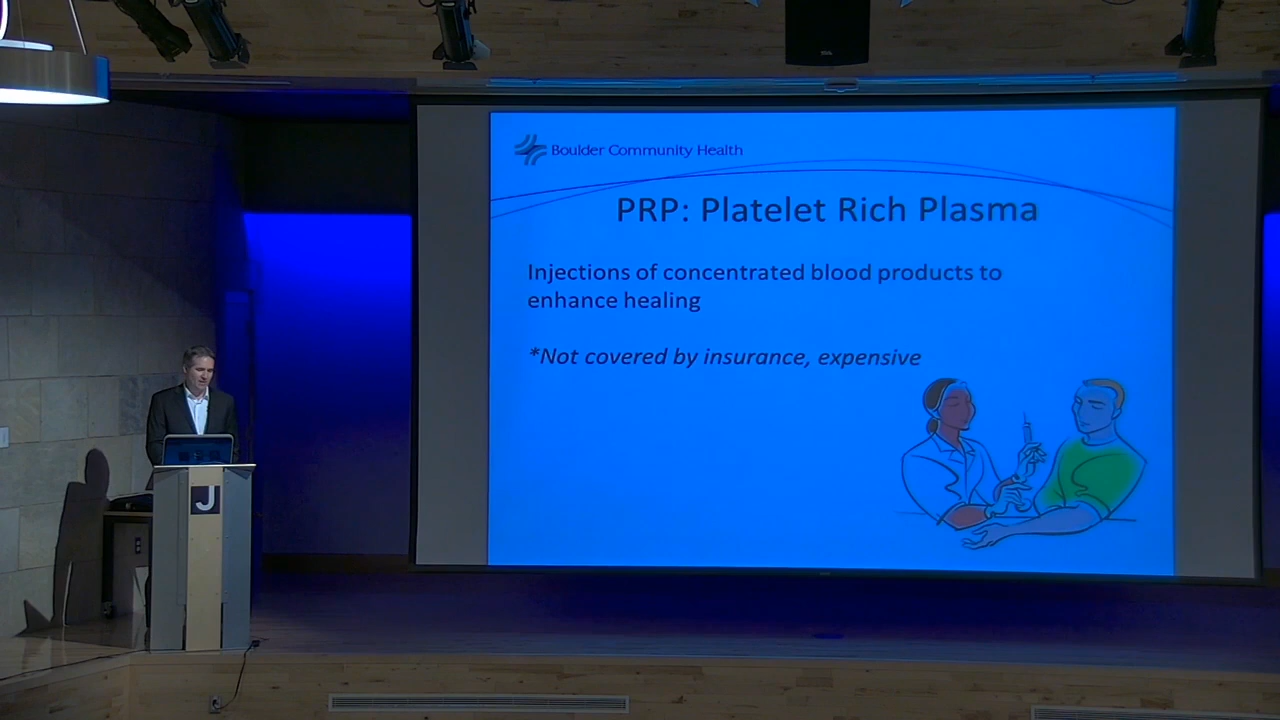 Boulder Community Health
PRP: Platelet Rich Plasma
Injections of concentrated blood products to
enhance healing
*Not covered by insurance, expensive
J